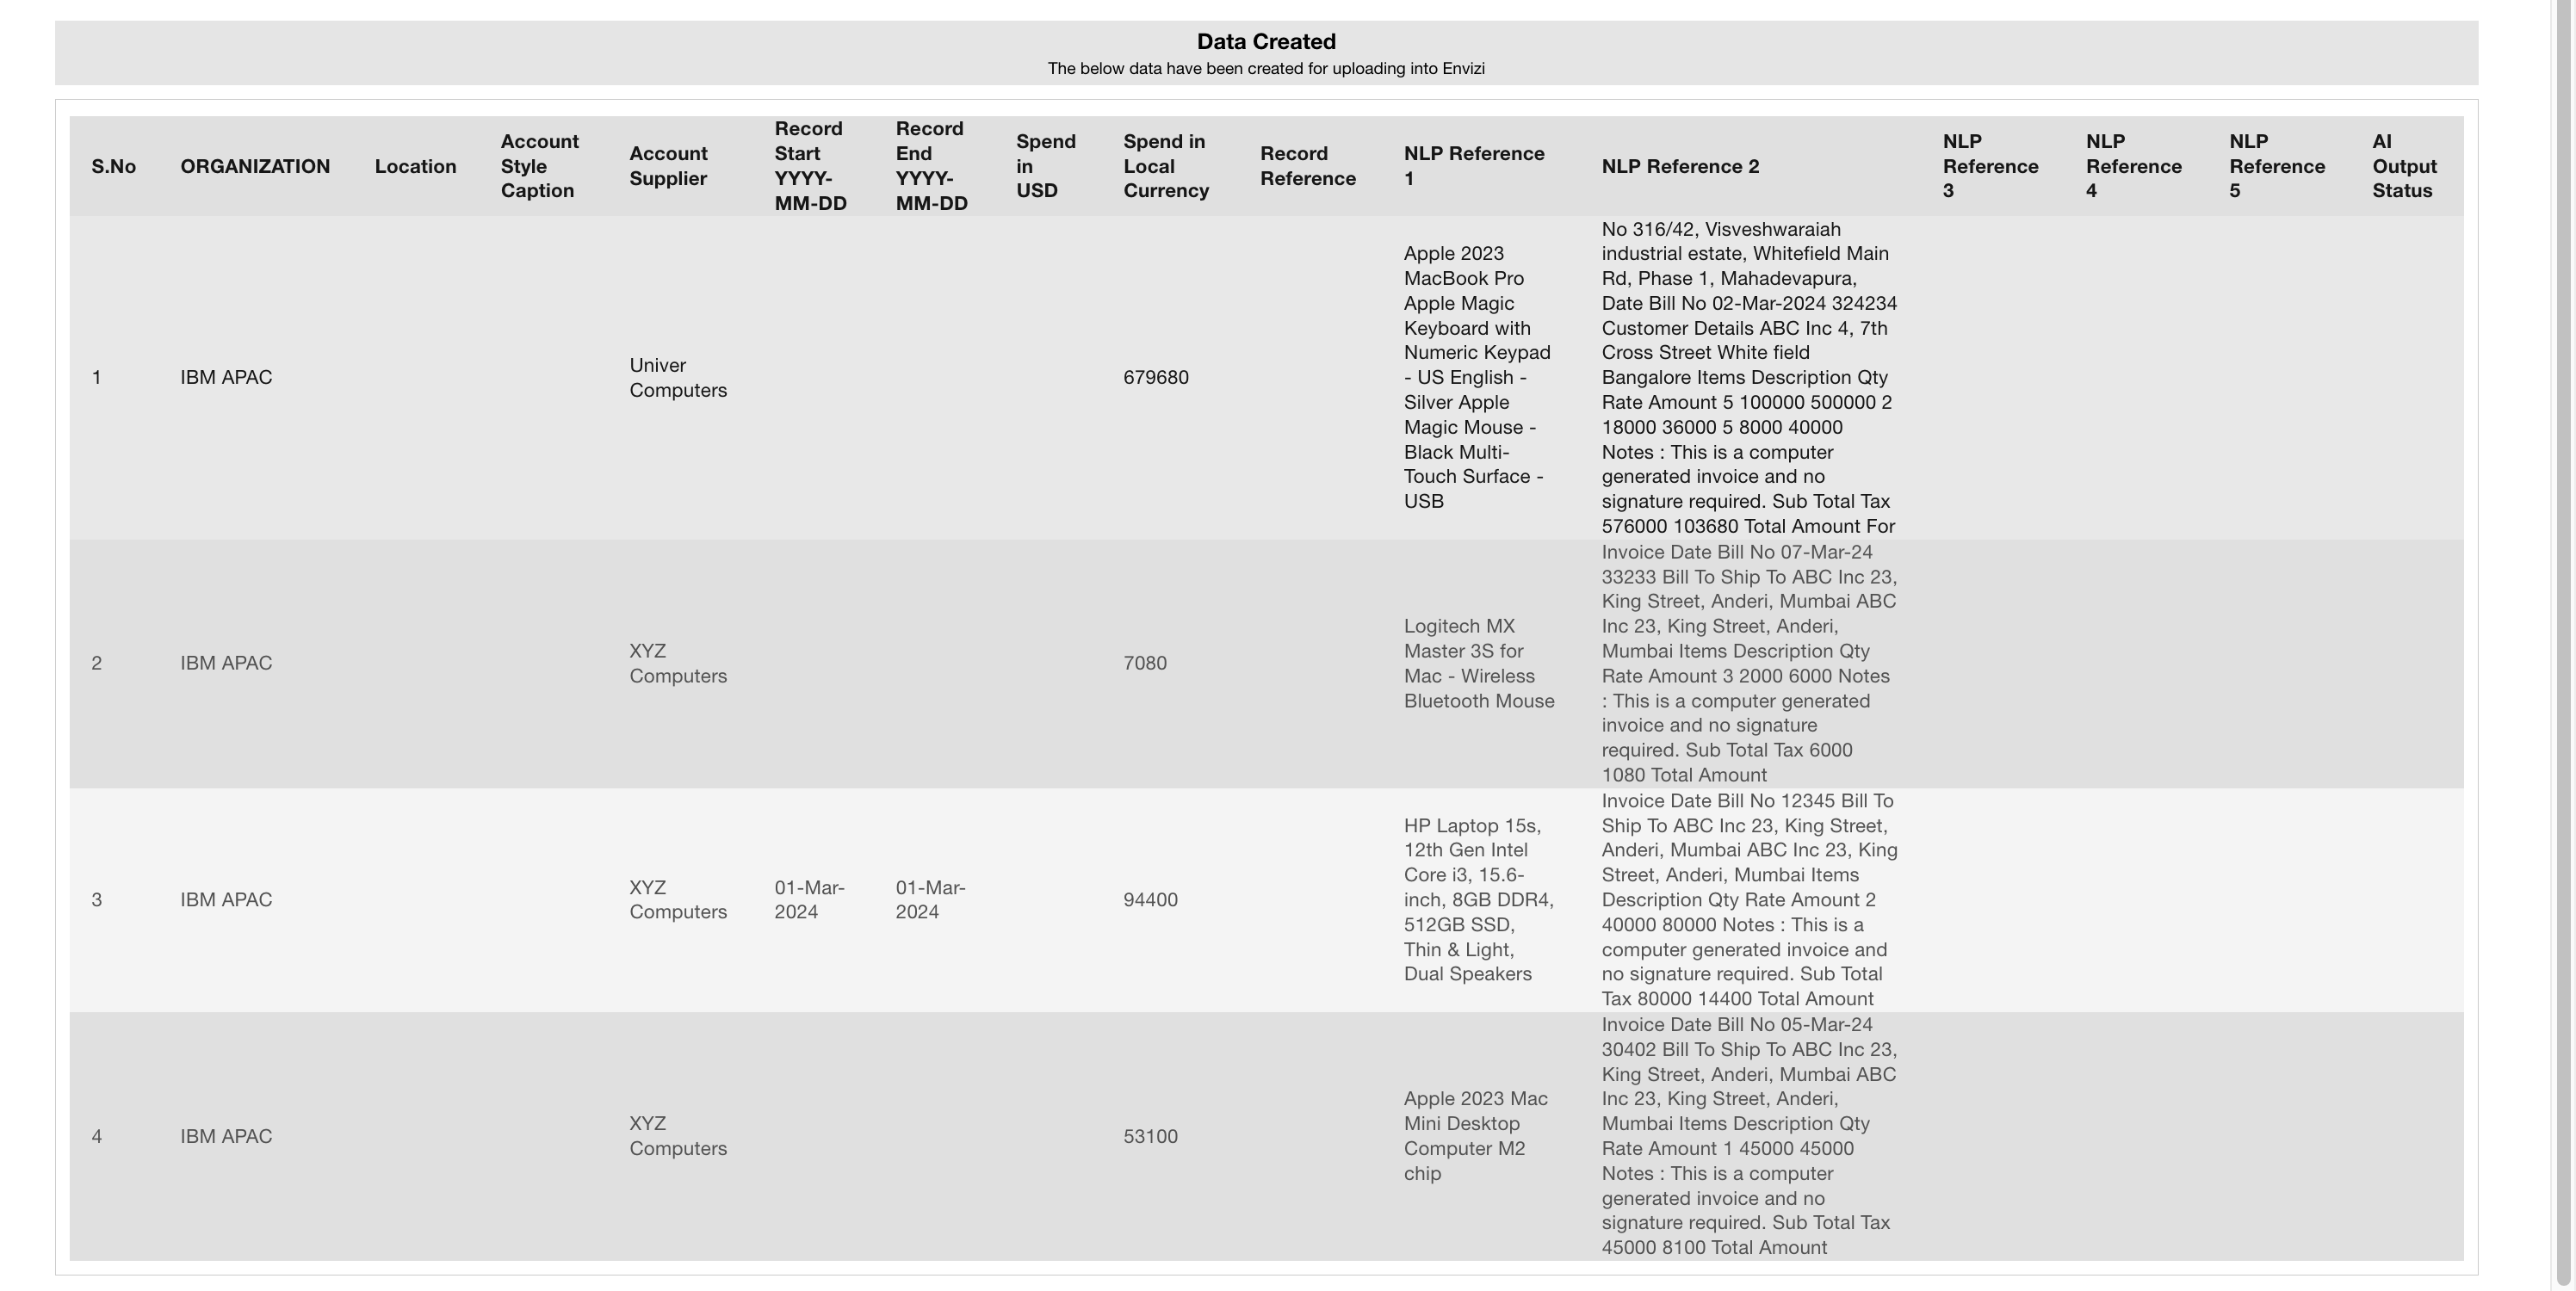 Data Created
The below data have been created for uploading into Envizi
S.No
ORGANIZATION
Location
Account
Style
Caption
Account
Supplier
Record
Start
YYYY-
MM-DD
Record
End
YYYY-
MM-DD
Spend
in
USD
Spend in
Local
Currency
Record
Reference
NLP Reference
1
NLP Reference 2
NLP
Reference
3
NLP
Reference
4
NLP
Reference
5
AI
Output
Status
1
IBM APAC
Univer
Computers
679680
Apple 2023
MacBook Pro
Apple Magic
Keyboard with
Numeric Keypad
- US English -
Silver Apple
Magic Mouse -
Black Multi-
Touch Surface -
USB
No 316/42, Visveshwaraiah
industrial estate, Whitefield Main
Rd, Phase 1, Mahadevapura,
Date Bill No 02-Mar-2024 324234
Customer Details ABC Inc 4, 7th
Cross Street White field
Bangalore Items Description Qty
Rate Amount 5 100000 500000 2
18000 36000 5 8000 40000
Notes : This is a computer
generated invoice and no
signature required. Sub Total Tax
576000 103680 Total Amount For
2
IBM APAC
XYZ
Computers
7080
Logitech MX
Master 3S for
Mac - Wireless
Bluetooth Mouse
Invoice Date Bill No 07-Mar-24
33233 Bill To Ship To ABC Inc 23,
King Street, Anderi, Mumbai ABC
Inc 23, King Street, Anderi,
Mumbai Items Description Qty
Rate Amount 3 2000 6000 Notes
: This is a computer generated
invoice and no signature
required. Sub Total Tax 6000
1080 Total Amount
3
IBM APAC
XYZ
Computers
01-Mar-
2024
01-Mar-
2024
94400
HP Laptop 15s,
12th Gen Intel
Core i3, 15.6-
inch, 8GB DDR4,
512GB SSD,
Thin & Light,
Dual Speakers
Invoice Date Bill No 12345 Bill To
Ship To ABC Inc 23, King Street,
Anderi, Mumbai ABC Inc 23, King
Street, Anderi, Mumbai Items
Description Qty Rate Amount 2
40000 80000 Notes : This is a
computer generated invoice and
no signature required. Sub Total
Tax 80000 14400 Total Amount
4
IBM APAC
XYZ
Computers
53100
Apple 2023 Mac
Mini Desktop
Computer M2
chip
Invoice Date Bill No 05-Mar-24
30402 Bill To Ship To ABC Inc 23,
King Street, Anderi, Mumbai ABC
Inc 23, King Street, Anderi,
Mumbai Items Description Qty
Rate Amount 1 45000 45000
Notes : This is a computer
generated invoice and no
signature required. Sub Total Tax
45000 8100 Total Amount